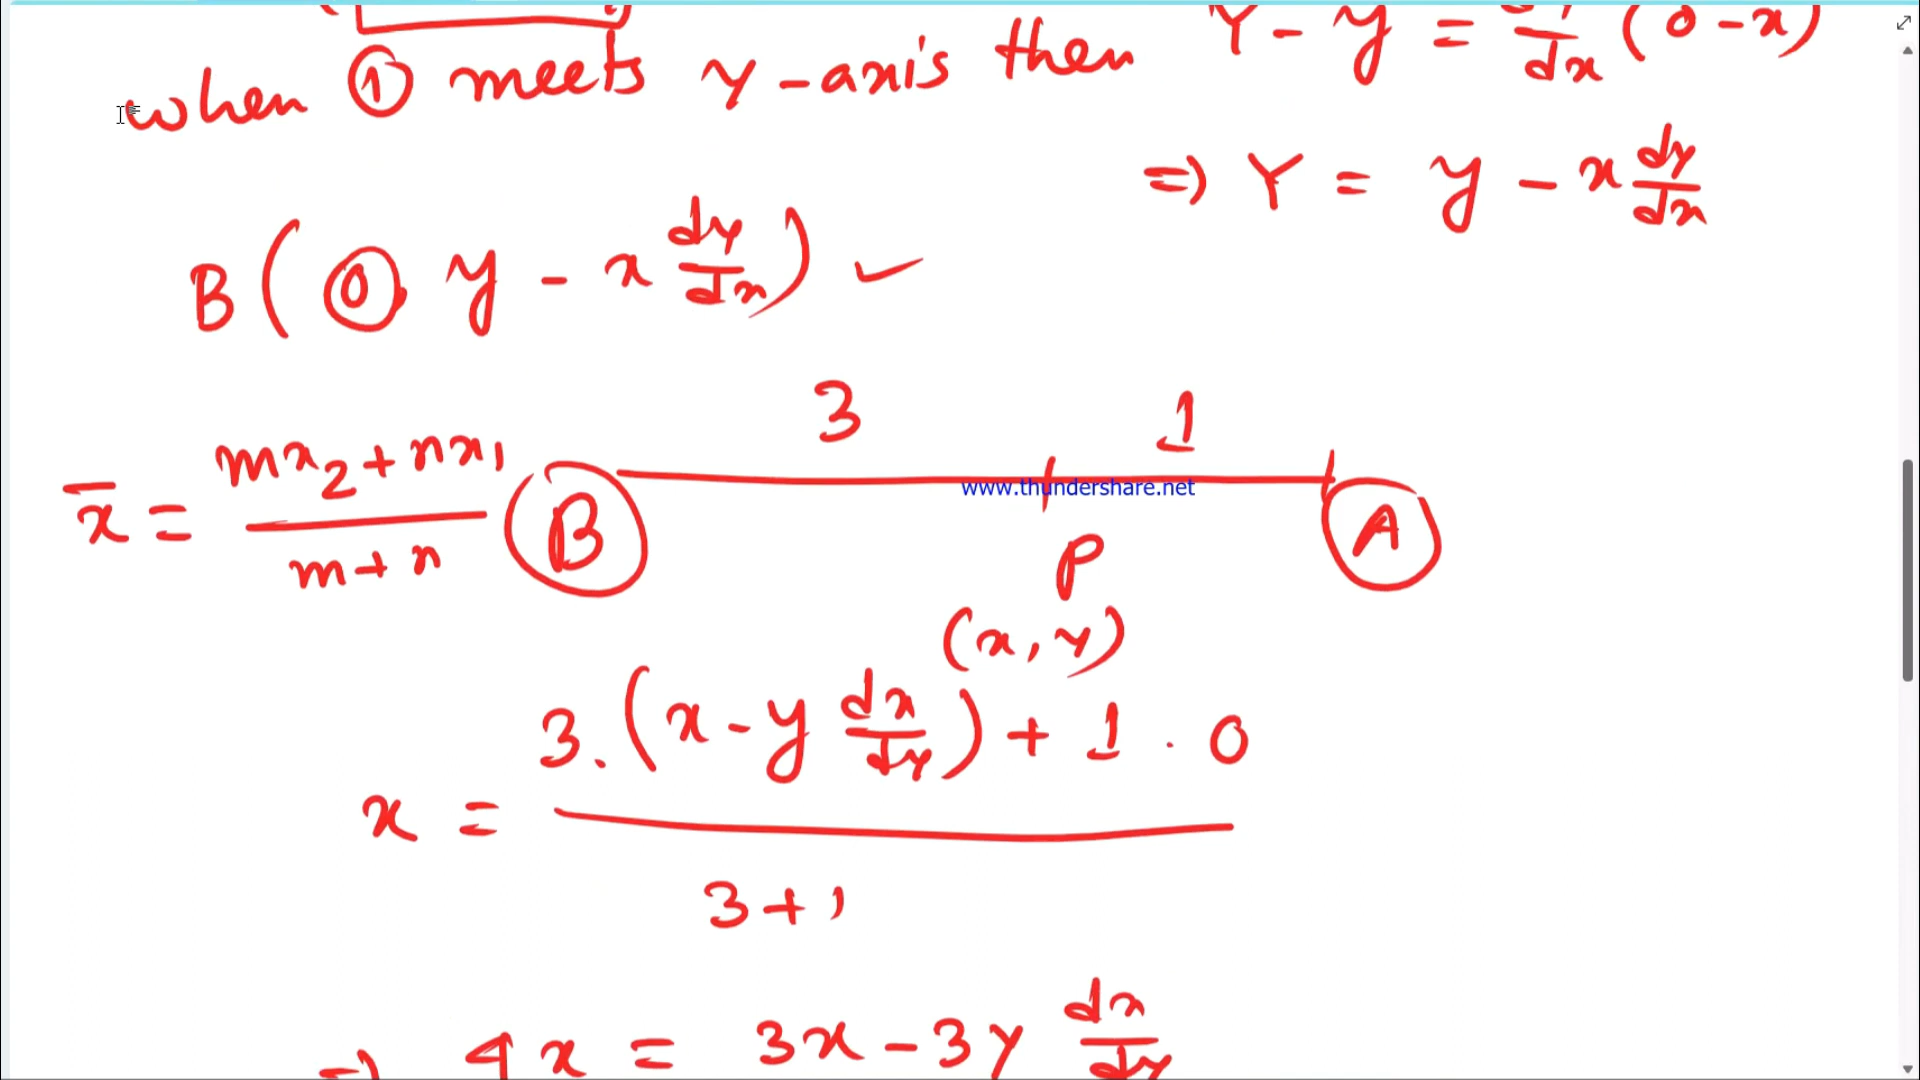 when ① meets y-axis then Y - y = dy/dx (0 - x)
=> Y = y - x dy/dx
B(0, y - x dy/dx) ✓
3 1
x̄ = mx₂ + nx₁ / m + n B A
www.thundershare.net
P
(x, y)
x = 3.(x - y dx/dy) + 1 . 0 / 3 + 1
=> 4x = 3x - 3y dx/dy